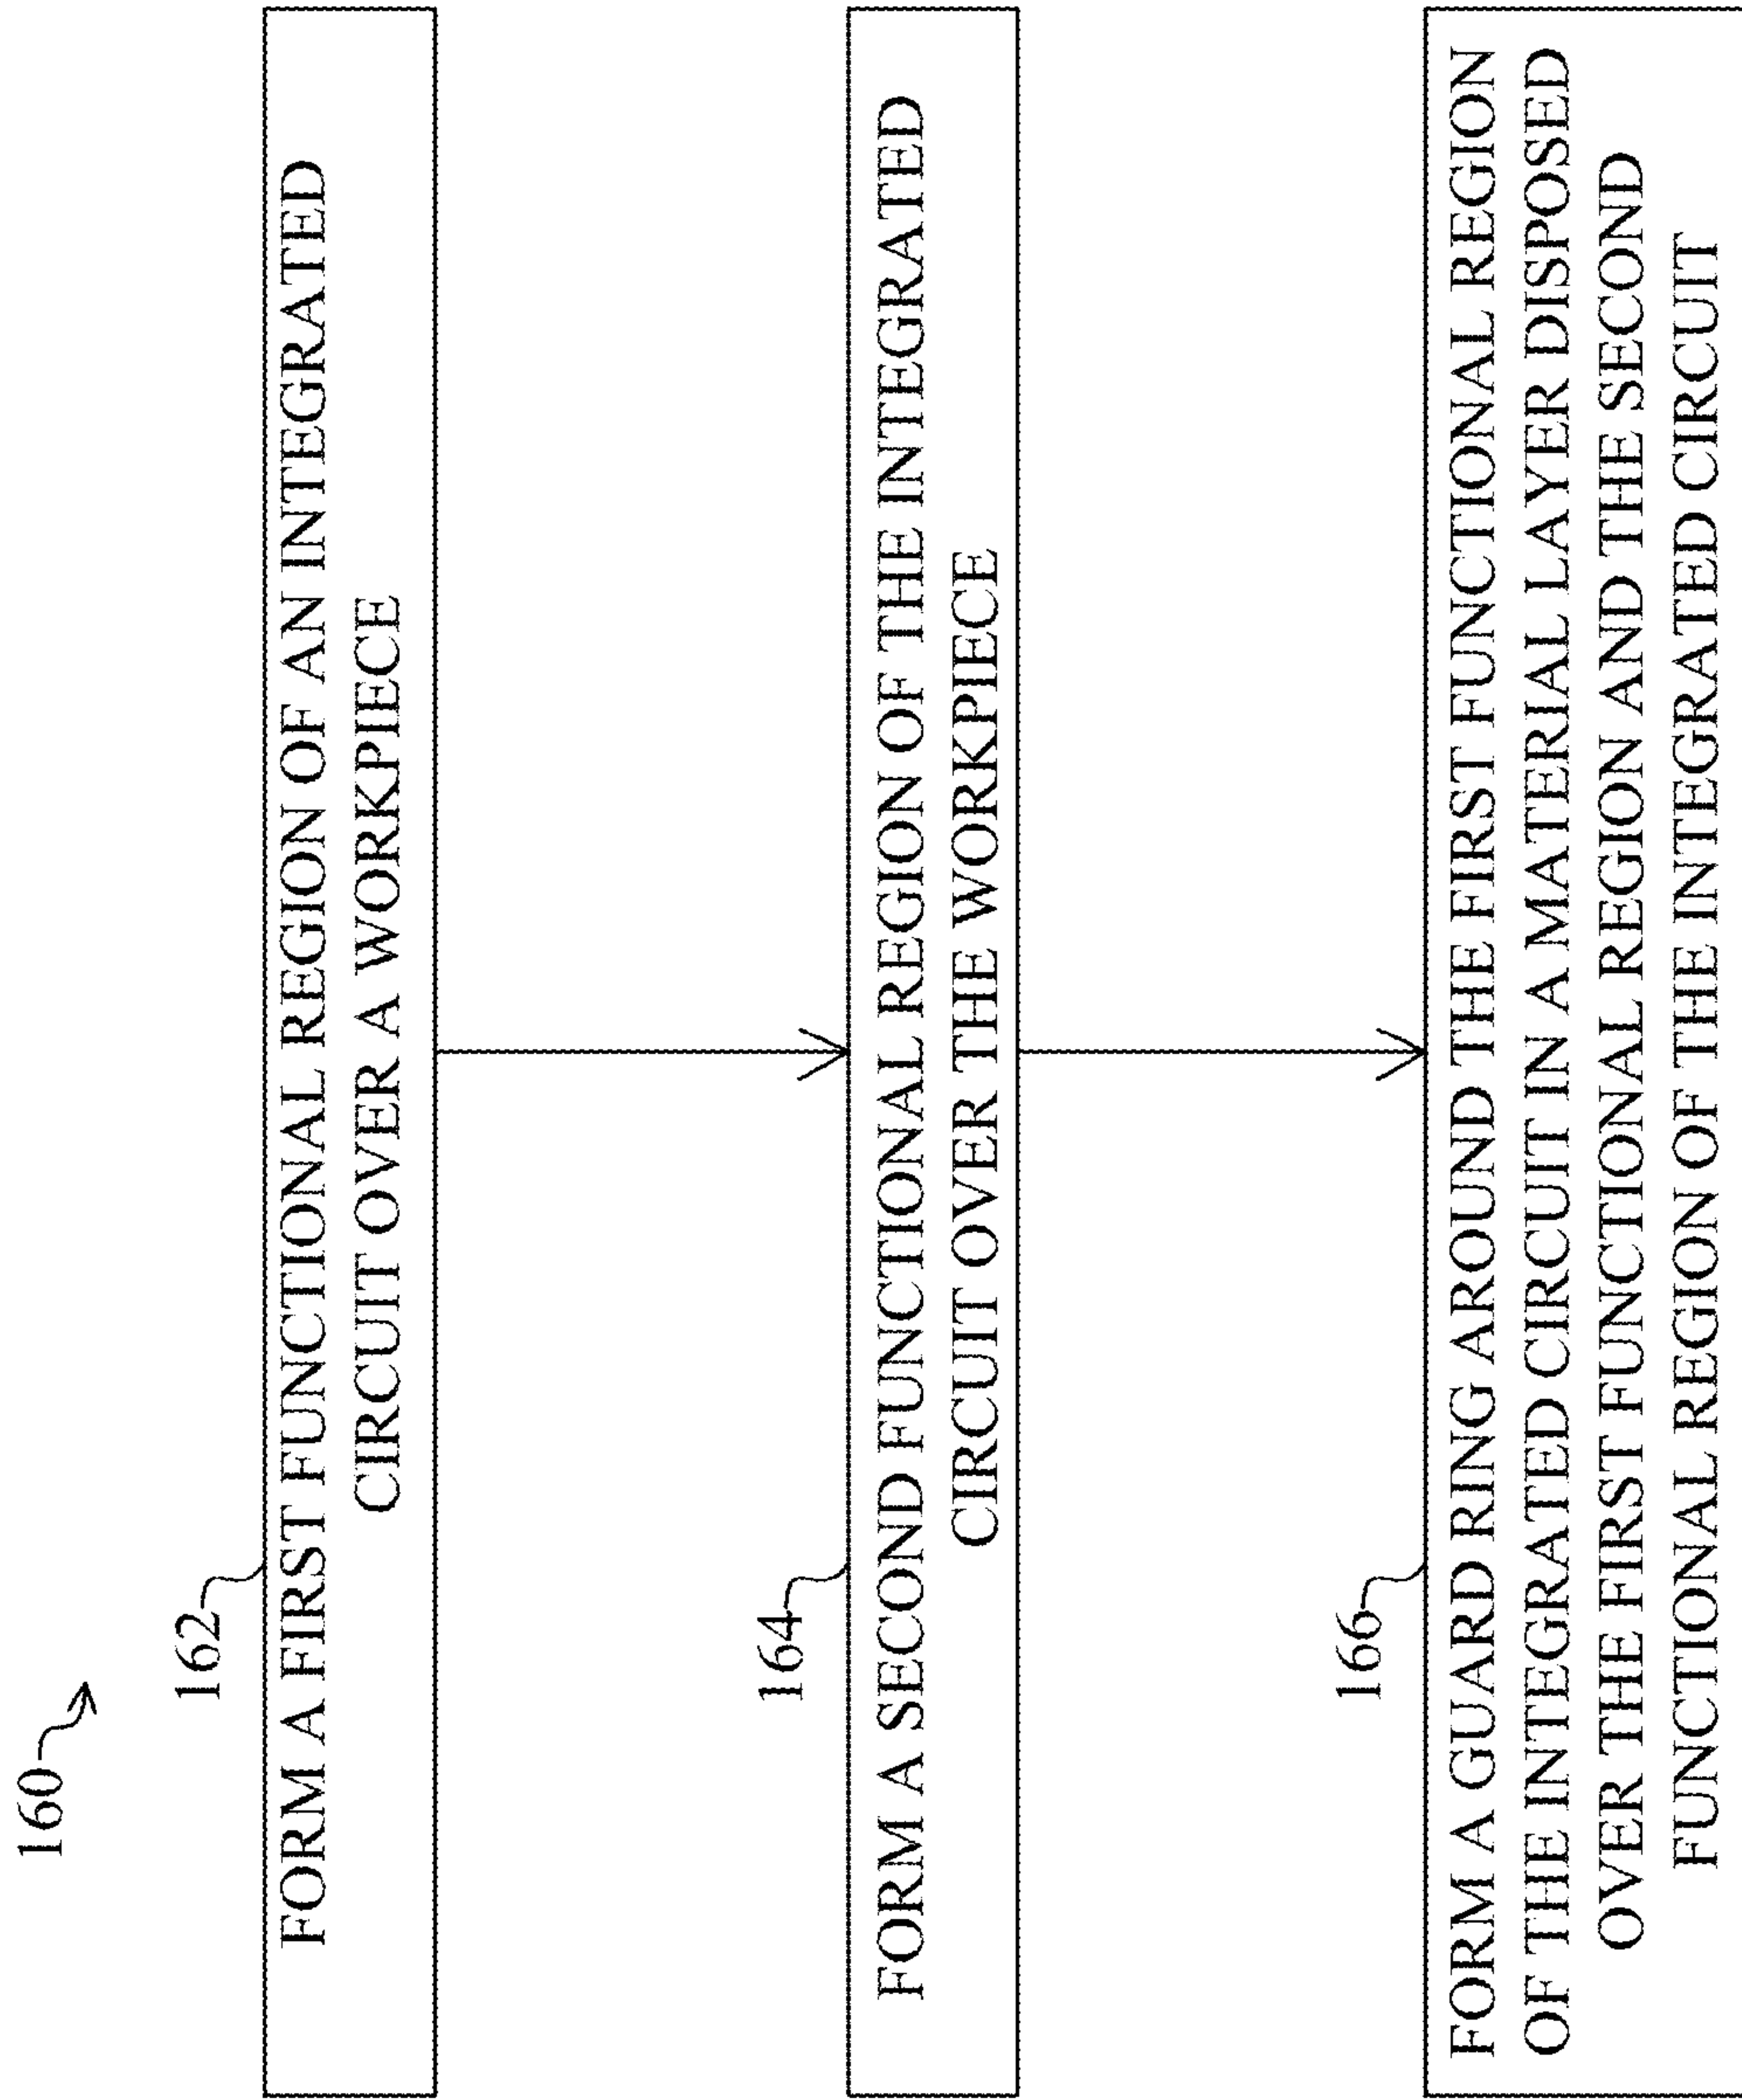 160
162
FORM A FIRST FUNCTIONAL REGION OF AN INTEGRATED
CIRCUIT OVER A WORKPIECE
164
FORM A SECOND FUNCTIONAL REGION OF THE INTEGRATED
CIRCUIT OVER THE WORKPIECE
166
FORM A GUARD RING AROUND THE FIRST FUNCTIONAL REGION
OF THE INTEGRATED CIRCUIT IN A MATERIAL LAYER DISPOSED
OVER THE FIRST FUNCTIONAL REGION AND THE SECOND
FUNCTIONAL REGION OF THE INTEGRATED CIRCUIT